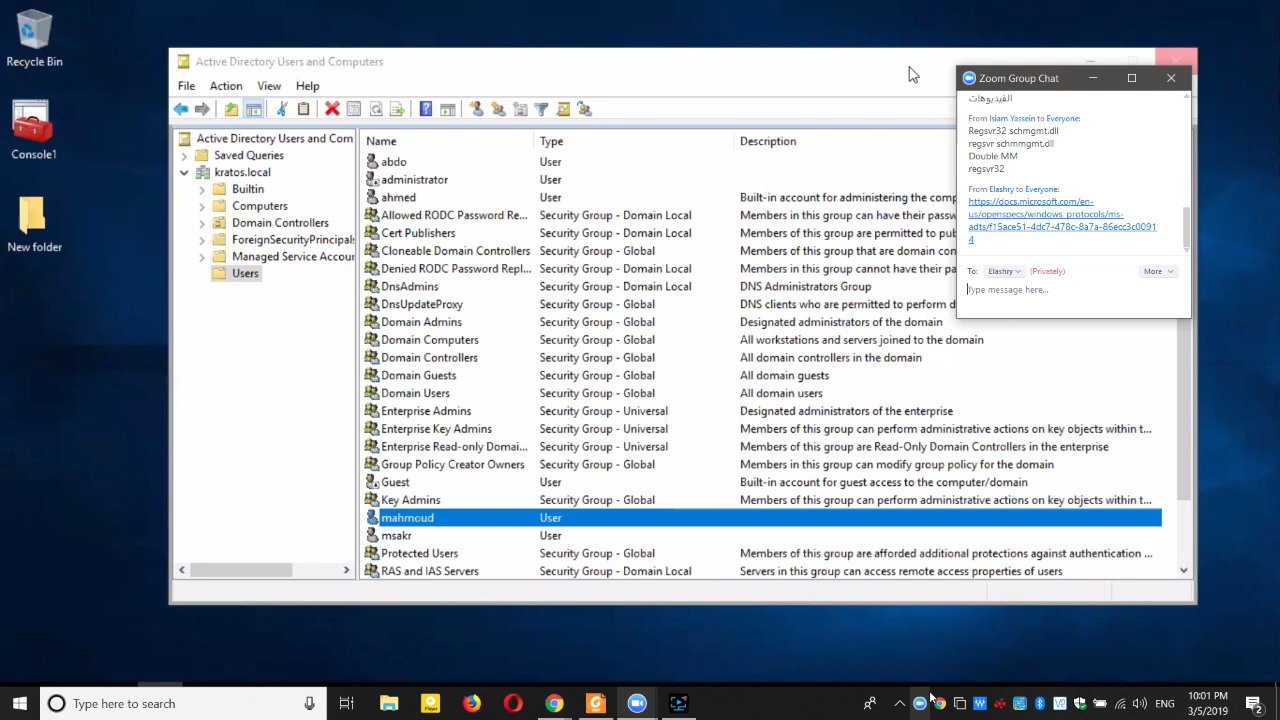 Recycle Bin
Console1
New folder
Active Directory Users and Computers
File Action View Help
Active Directory Users and Com
Saved Queries
kratos.local
Builtin
Computers
Domain Controllers
ForeignSecurityPrincipals
Managed Service Accour
Users
Name Type Description
abdo User
administrator User
ahmed User Built-in account for administering the comp
Allowed RODC Password Re... Security Group - Domain Local Members in this group can have their passw
Cert Publishers Security Group - Domain Local Members of this group are permitted to pub
Cloneable Domain Controllers Security Group - Global Members of this group that are domain con
Denied RODC Password Repl... Security Group - Domain Local Members in this group cannot have their pa
DnsAdmins Security Group - Domain Local DNS Administrators Group
DnsUpdateProxy Security Group - Global DNS clients who are permitted to perform d
Domain Admins Security Group - Global Designated administrators of the domain
Domain Computers Security Group - Global All workstations and servers joined to the domain
Domain Controllers Security Group - Global All domain controllers in the domain
Domain Guests Security Group - Global All domain guests
Domain Users Security Group - Global All domain users
Enterprise Admins Security Group - Universal Designated administrators of the enterprise
Enterprise Key Admins Security Group - Universal Members of this group can perform administrative actions on key objects within t...
Enterprise Read-only Domai... Security Group - Universal Members of this group are Read-Only Domain Controllers in the enterprise
Group Policy Creator Owners Security Group - Global Members in this group can modify group policy for the domain
Guest User Built-in account for guest access to the computer/domain
Key Admins Security Group - Global Members of this group can perform administrative actions on key objects within t...
mahmoud User
msakr User
Protected Users Security Group - Global Members of this group are afforded additional protections against authentication ...
RAS and IAS Servers Security Group - Domain Local Servers in this group can access remote access properties of users
Zoom Group Chat
الفيديوهات
From Islam Yassein to Everyone:
Regsvr32 schmgmt.dll
regsvr schmmgmt.dll
Double MM
regsvr32
From Elashry to Everyone:
https://docs.microsoft.com/en-
us/openspecs/windows_protocols/ms-
adts/f15ace51-4dc7-478c-8a7a-86ecc3c0091
4
To: Elashry (Privately) More
Type message here...
Type here to search
ENG
10:01 PM
3/5/2019
2